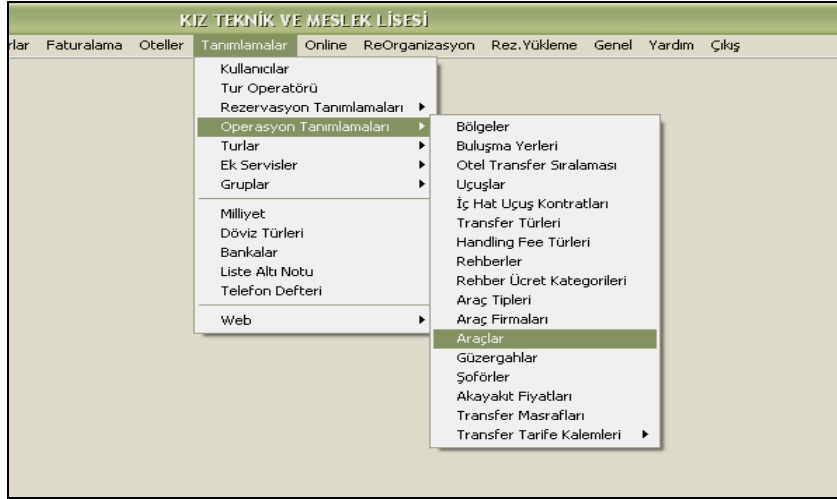 KIZ TEKNİK VE MESLEK LİSESİ
rlar Faturalama Oteller Tanımlamalar Online ReOrganizasyon Rez.Yükleme Genel Yardım Çıkış
Kullanıcılar
Tur Operatörü
Rezervasyon Tanımlamaları
Operasyon Tanımlamaları
Turlar
Ek Servisler
Gruplar
Milliyet
Döviz Türleri
Bankalar
Liste Altı Notu
Telefon Defteri
Web
Bölgeler
Buluşma Yerleri
Otel Transfer Sıralaması
Uçuşlar
İç Hat Uçuş Kontratları
Transfer Türleri
Handling Fee Türleri
Rehberler
Rehber Ücret Kategorileri
Araç Tipleri
Araç Firmaları
Araçlar
Güzergahlar
Şoförler
Akayakıt Fiyatları
Transfer Masrafları
Transfer Tarife Kalemleri